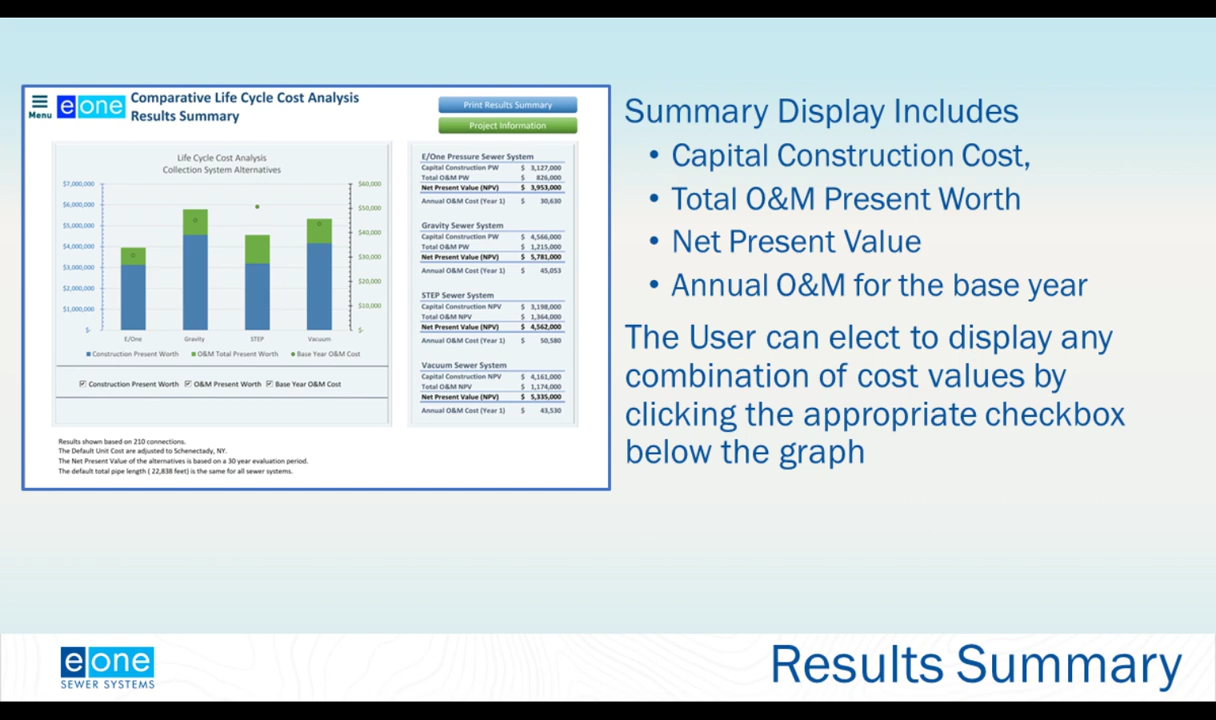 Menu
e one
Comparative Life Cycle Cost Analysis
Results Summary
Print Results Summary
Project Information
Life Cycle Cost Analysis
Collection System Alternatives
$7,000,000
$6,000,000
$5,000,000
$4,000,000
$3,000,000
$2,000,000
$1,000,000
$-
$60,000
$50,000
$40,000
$30,000
$20,000
$10,000
$-
E/One Gravity STEP Vacuum
Construction Present Worth O&M Total Present Worth Base Year O&M Cost
Construction Present Worth O&M Present Worth Base Year O&M Cost
E/One Pressure Sewer System
Capital Construction PW $ 3,127,000
Total O&M PW $ 826,000
Net Present Value (NPV) $ 3,953,000
Annual O&M Cost (Year 1) $ 30,630
Gravity Sewer System
Capital Construction PW $ 4,566,000
Total O&M PW $ 1,215,000
Net Present Value (NPV) $ 5,781,000
Annual O&M Cost (Year 1) $ 45,053
STEP Sewer System
Capital Construction NPV $ 3,198,000
Total O&M NPV $ 1,364,000
Net Present Value (NPV) $ 4,562,000
Annual O&M Cost (Year 1) $ 50,580
Vacuum Sewer System
Capital Construction NPV $ 4,161,000
Total O&M NPV $ 1,174,000
Net Present Value (NPV) $ 5,335,000
Annual O&M Cost (Year 1) $ 43,530
Results shown based on 210 connections.
The Default Unit Cost are adjusted to Schenectady, NY.
The Net Present Value of the alternatives is based on a 30 year evaluation period.
The default total pipe length ( 22,838 feet) is the same for all sewer systems.
Summary Display Includes
• Capital Construction Cost,
• Total O&M Present Worth
• Net Present Value
• Annual O&M for the base year
The User can elect to display any
combination of cost values by
clicking the appropriate checkbox
below the graph
e one
SEWER SYSTEMS
Results Summary